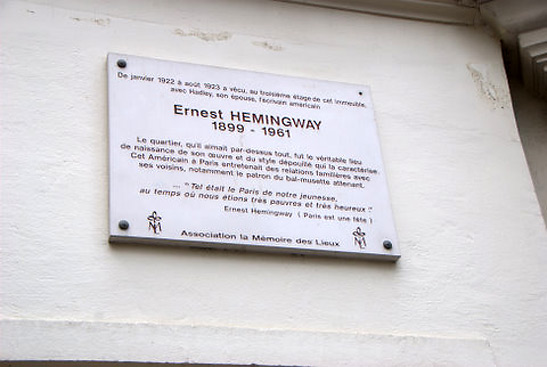 De janvier 1922 à août 1923 a vécu, au troisième étage de cet immeuble,
avec Hadley, son épouse, l'écrivain américain
Ernest HEMINGWAY
1899 - 1961
Le quartier, qu'il aimait par-dessus tout, fut le véritable lieu
de naissance de son œuvre et du style dépouillé qui la caractérise.
Cet Américain à Paris entretenait des relations familières avec
ses voisins, notamment le patron du bal-musette attenant.
... "Tel était le Paris de notre jeunesse,
au temps où nous étions très pauvres et très heureux."
Ernest Hemingway ( Paris est une fête )
Association la Mémoire des Lieux